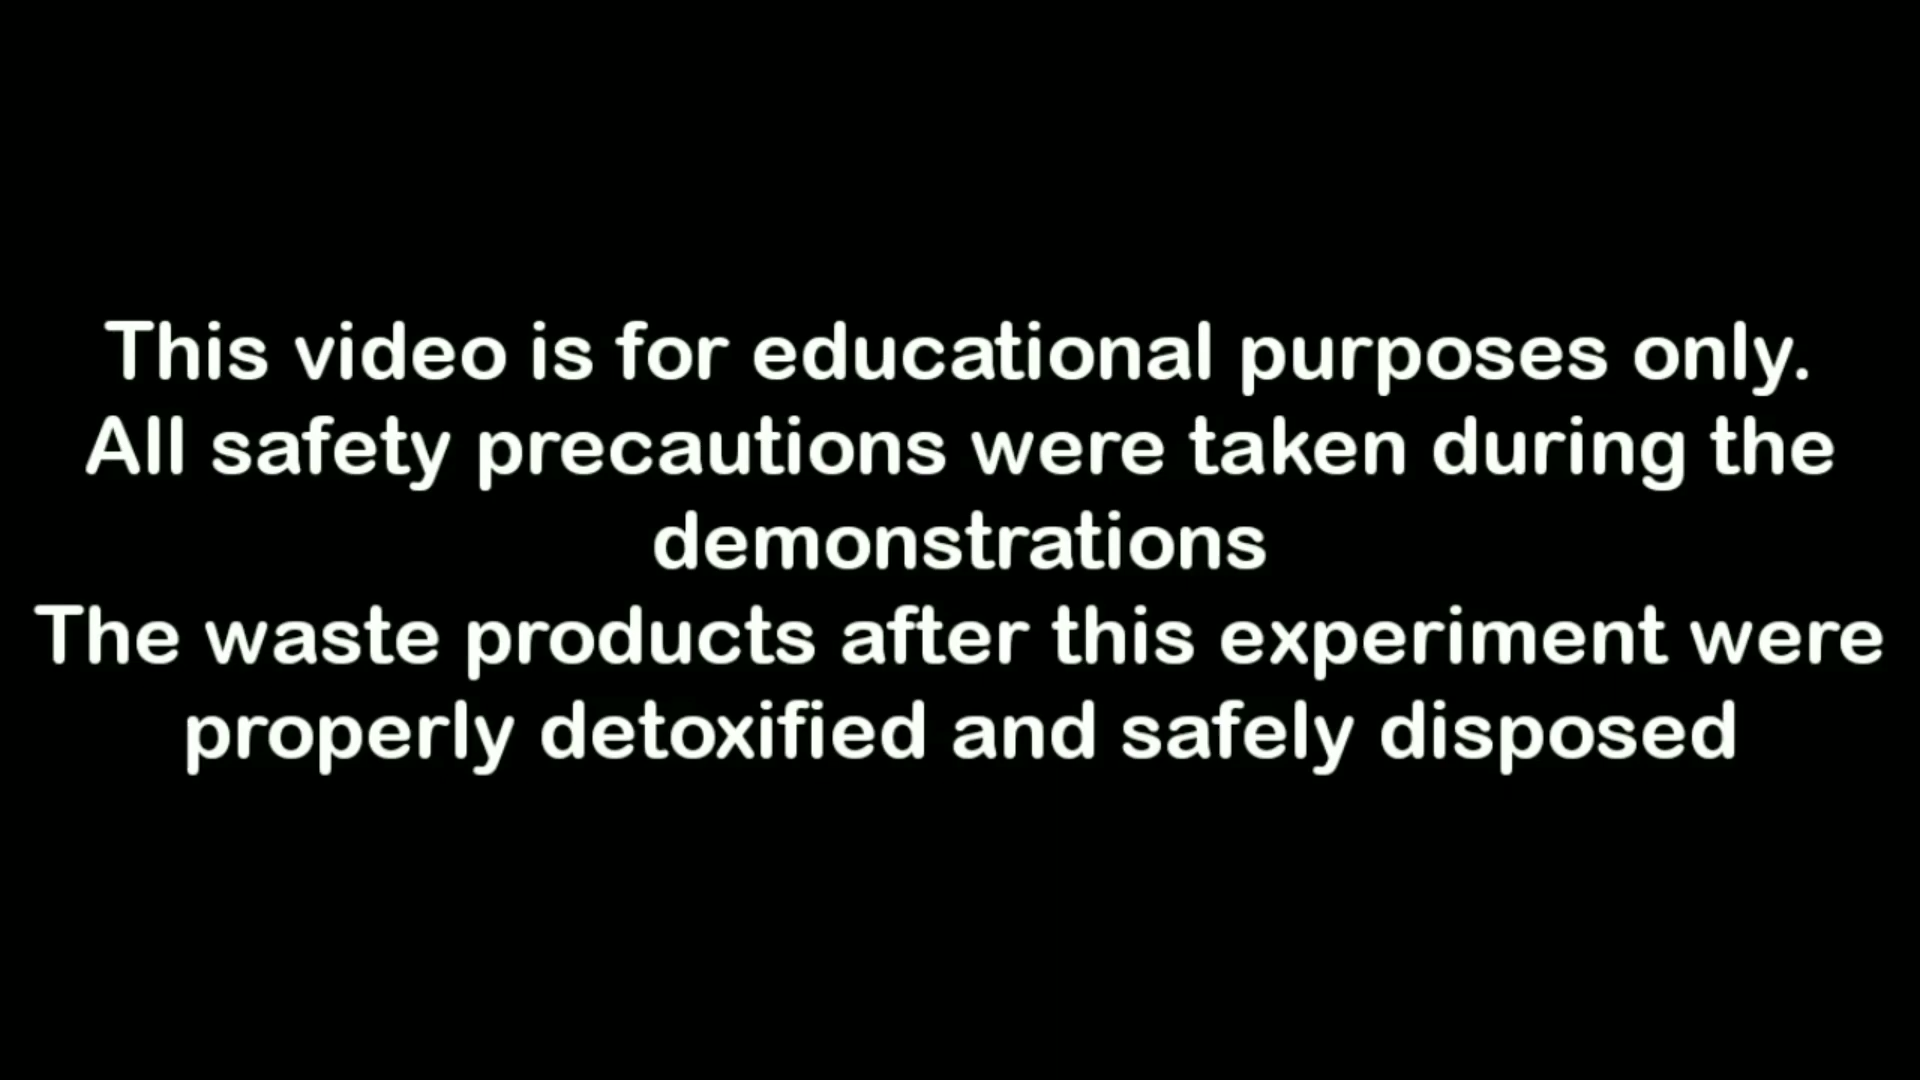 This video is for educational purposes only.
All safety precautions were taken during the
demonstrations
The waste products after this experiment were
properly detoxified and safely disposed